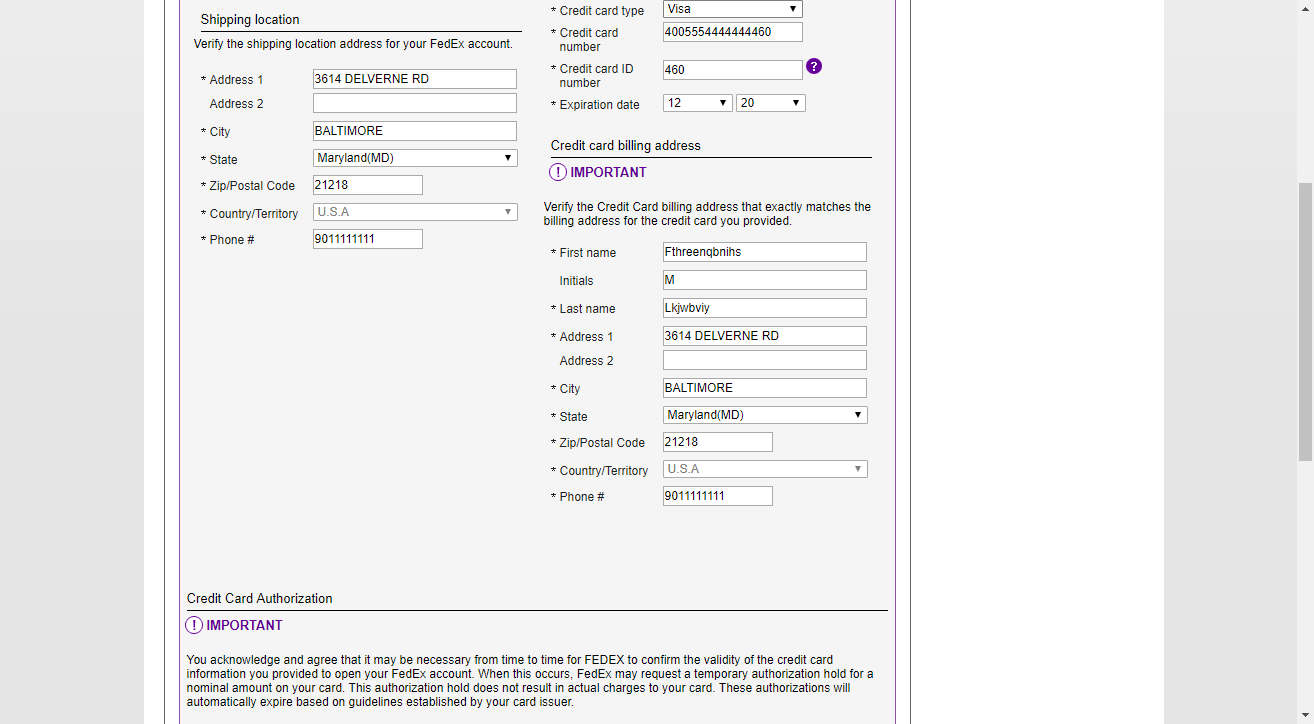 Shipping location
Verify the shipping location address for your FedEx account.
* Address 1 3614 DELVERNE RD
Address 2
* City BALTIMORE
* State Maryland(MD)
* Zip/Postal Code 21218
* Country/Territory U.S.A
* Phone # 9011111111
* Credit card type Visa
* Credit card
number 4005554444444460
* Credit card ID
number 460 ?
* Expiration date 12 20
Credit card billing address
! IMPORTANT
Verify the Credit Card billing address that exactly matches the
billing address for the credit card you provided.
* First name Fthreenqbnihs
Initials M
* Last name Lkjwbviy
* Address 1 3614 DELVERNE RD
Address 2
* City BALTIMORE
* State Maryland(MD)
* Zip/Postal Code 21218
* Country/Territory U.S.A
* Phone # 9011111111
Credit Card Authorization
! IMPORTANT
You acknowledge and agree that it may be necessary from time to time for FEDEX to confirm the validity of the credit card
information you provided to open your FedEx account. When this occurs, FedEx may request a temporary authorization hold for a
nominal amount on your card. This authorization hold does not result in actual charges to your card. These authorizations will
automatically expire based on guidelines established by your card issuer.